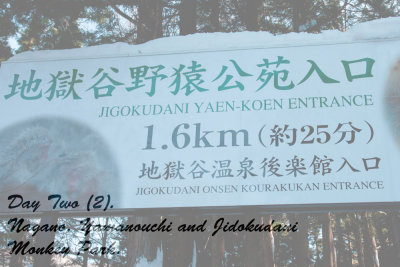 地獄谷野猿公苑入口
JIGOKUDANI YAEN-KOEN ENTRANCE
1.6km (約25分)
地獄谷温泉後楽館入口
JIGOKUDANI ONSEN KOURAKUKAN ENTRANCE
Day Two (2).
Nagano, Yamanouchi and Jidokudani
Monkey Park.